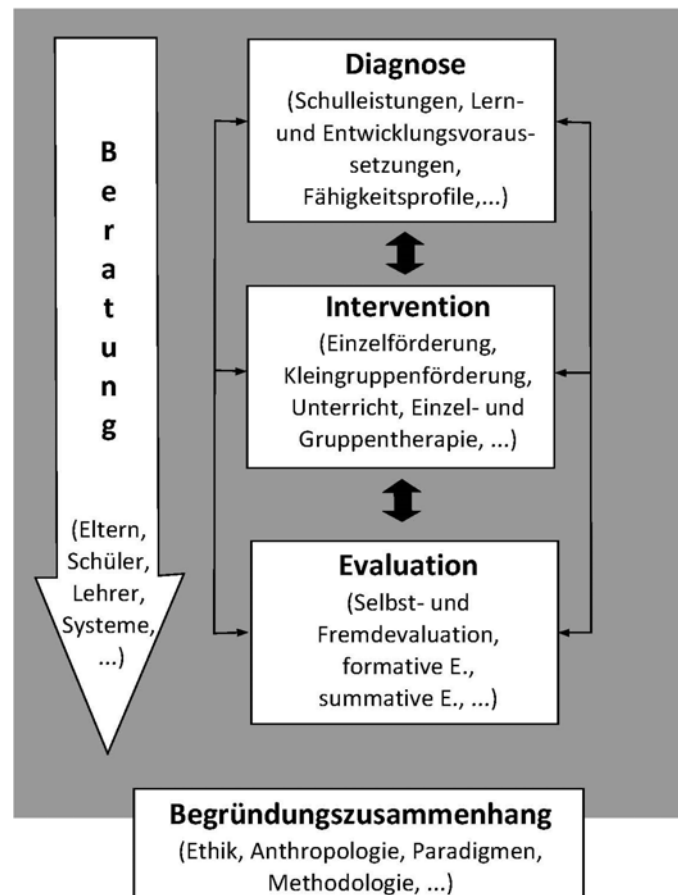 Beratung
(Eltern,
Schüler,
Lehrer,
Systeme,
...)
Diagnose
(Schulleistungen, Lern-
und Entwicklungsvoraus-
setzungen,
Fähigkeitsprofile,...)
Intervention
(Einzelförderung,
Kleingruppenförderung,
Unterricht, Einzel- und
Gruppentherapie, ...)
Evaluation
(Selbst- und
Fremdevaluation,
formative E.,
summative E., ...)
Begründungszusammenhang
(Ethik, Anthropologie, Paradigmen,
Methodologie, ...)